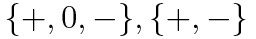 {+, 0, −}, {+, −}